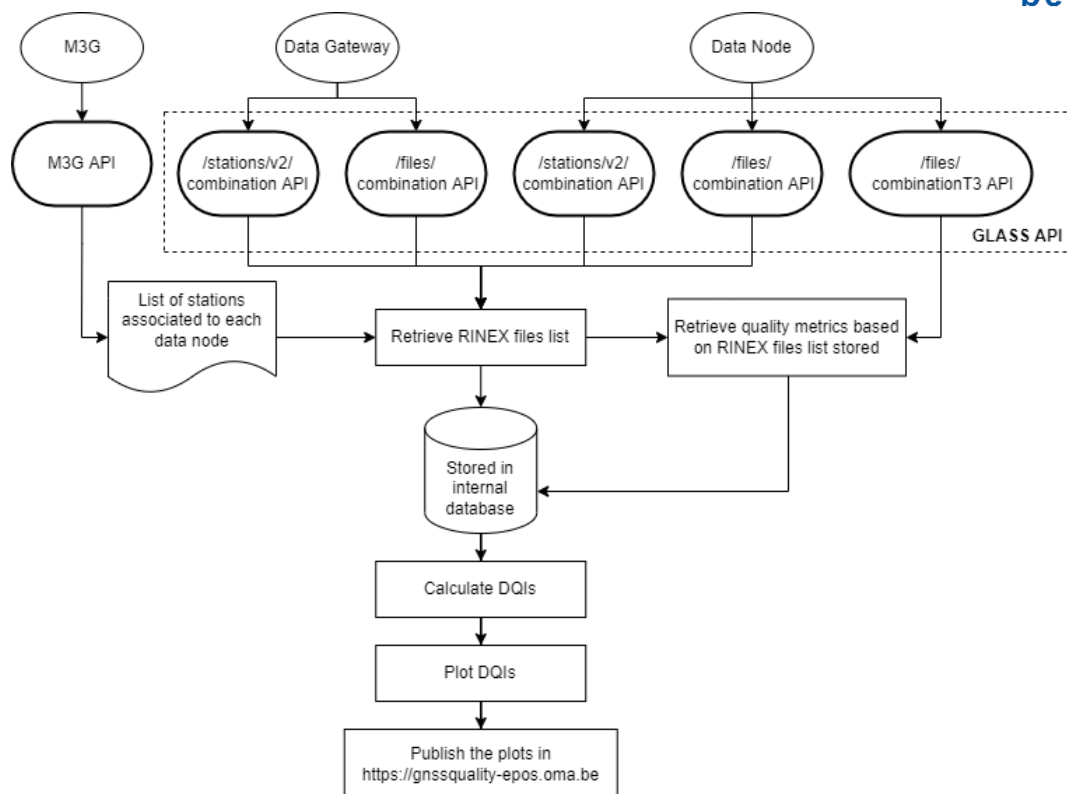 be
M3G
Data Gateway
Data Node
M3G API
/stations/v2/
combination API
/files/
combination API
/stations/v2/
combination API
/files/
combination API
/files/
combinationT3 API
GLASS API
List of stations
associated to each
data node
Retrieve RINEX files list
Retrieve quality metrics based
on RINEX files list stored
Stored in
internal
database
Calculate DQIs
Plot DQIs
Publish the plots in
https://gnssquality-epos.oma.be